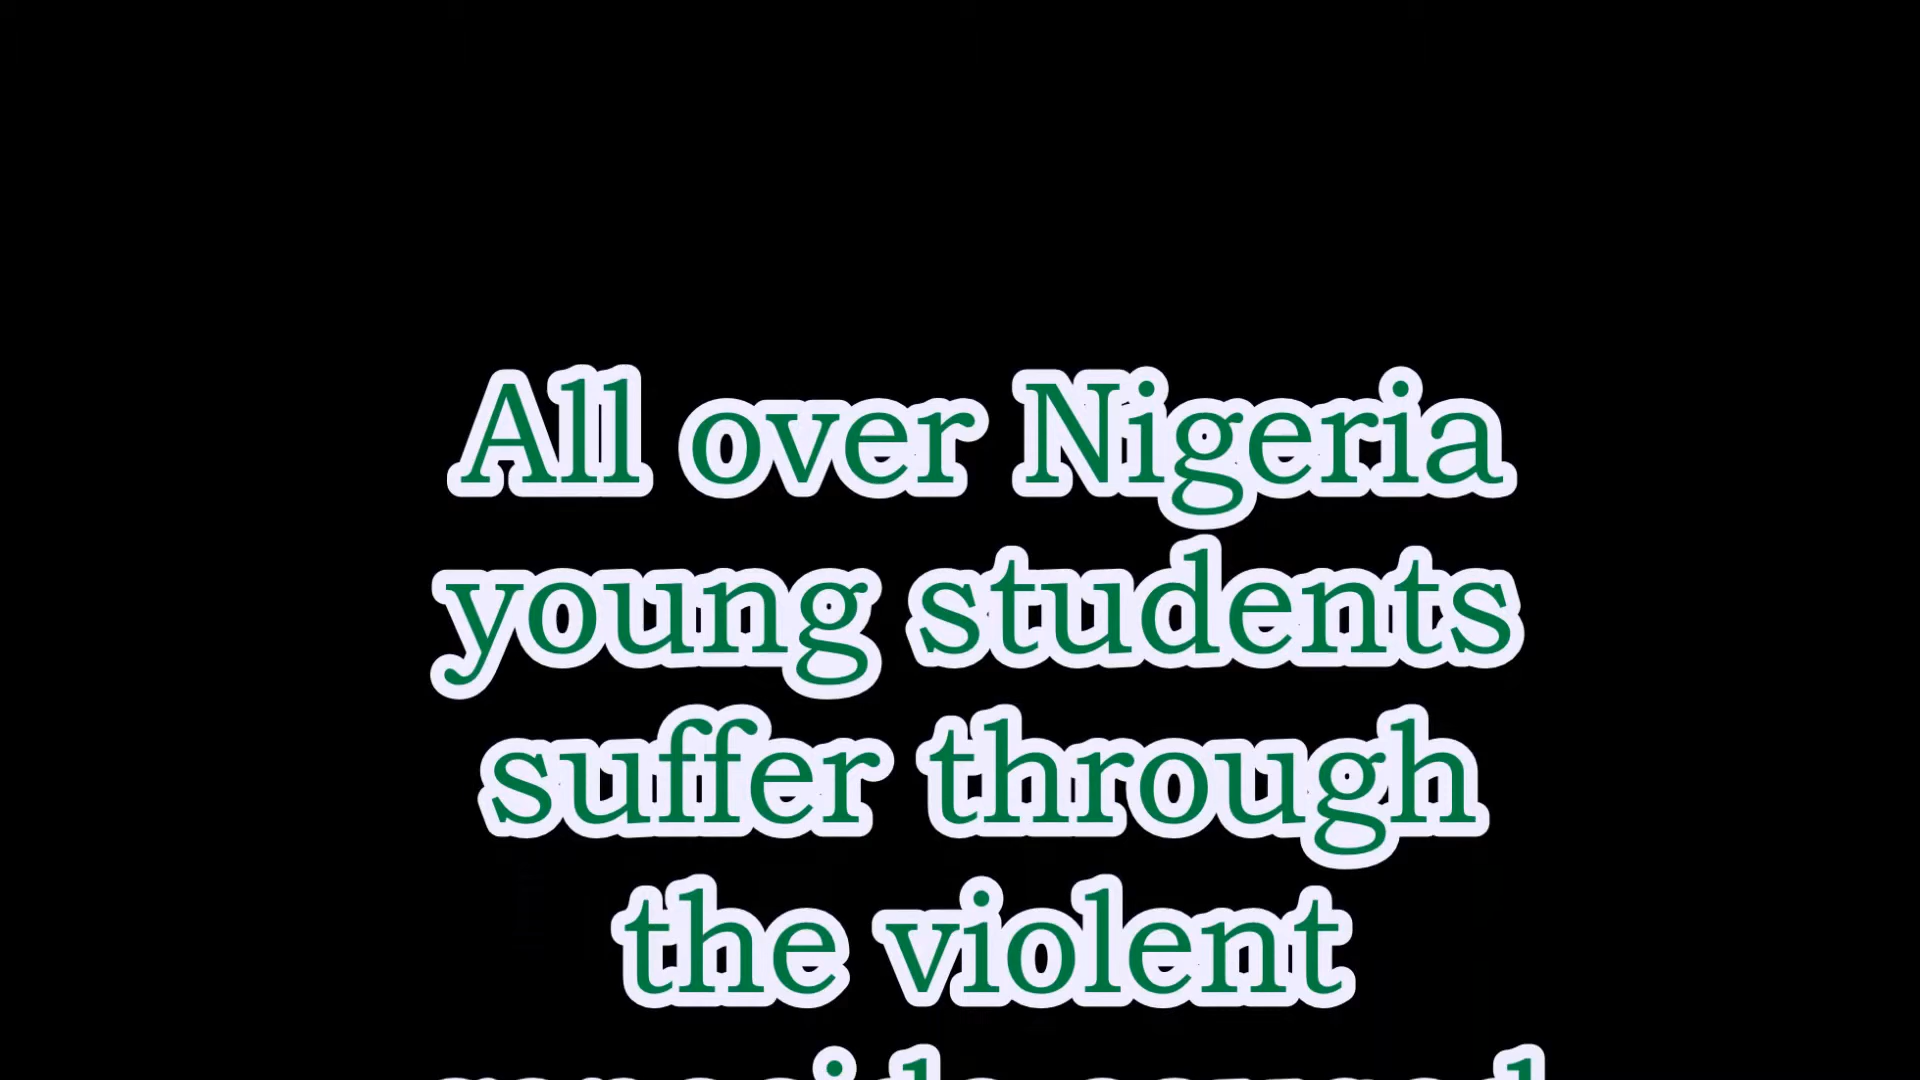 All over Nigeria
young students
suffer through
the violent